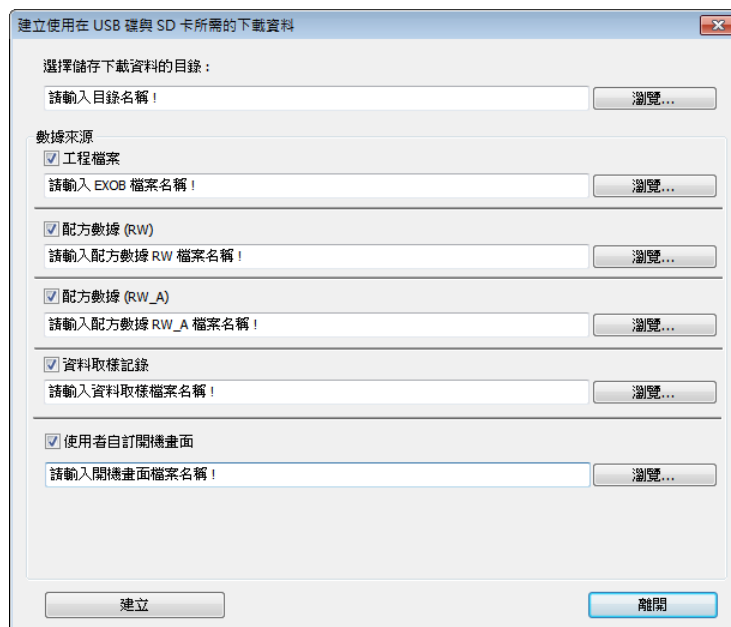 建立使用在 USB 碟與 SD 卡所需的下載資料
選擇儲存下載資料的目錄：
請輸入目錄名稱！
瀏覽...
數據來源
工程檔案
請輸入 EXOB 檔案名稱！
瀏覽...
配方數據 (RW)
請輸入配方數據 RW 檔案名稱！
瀏覽...
配方數據 (RW_A)
請輸入配方數據 RW_A 檔案名稱！
瀏覽...
資料取樣記錄
請輸入資料取樣檔案名稱！
瀏覽...
使用者自訂開機畫面
請輸入開機畫面檔案名稱！
瀏覽...
建立
離開